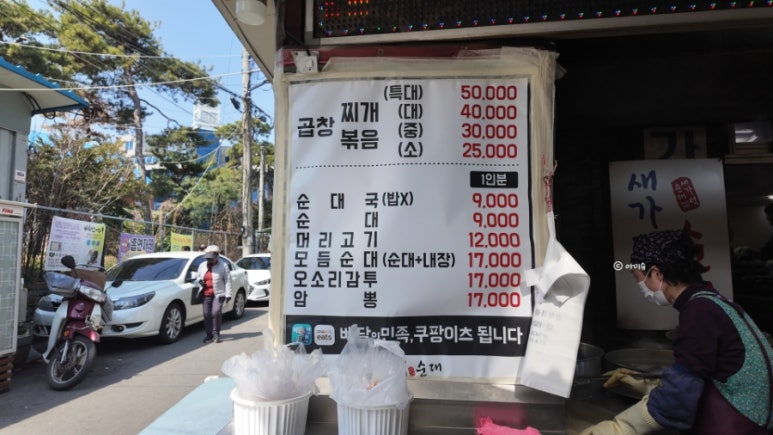 (특대) 50,000
곱창 찌개 (대) 40,000
볶음 (중) 30,000
(소) 25,000
1인분
순대국(밥X) 9,000
순대 9,000
머리고기 12,000
모듬순대(순대+내장) 17,000
오소리감투 17,000
암뽕 17,000
eats 배달의민족, 쿠팡이츠 됩니다
순대
새가